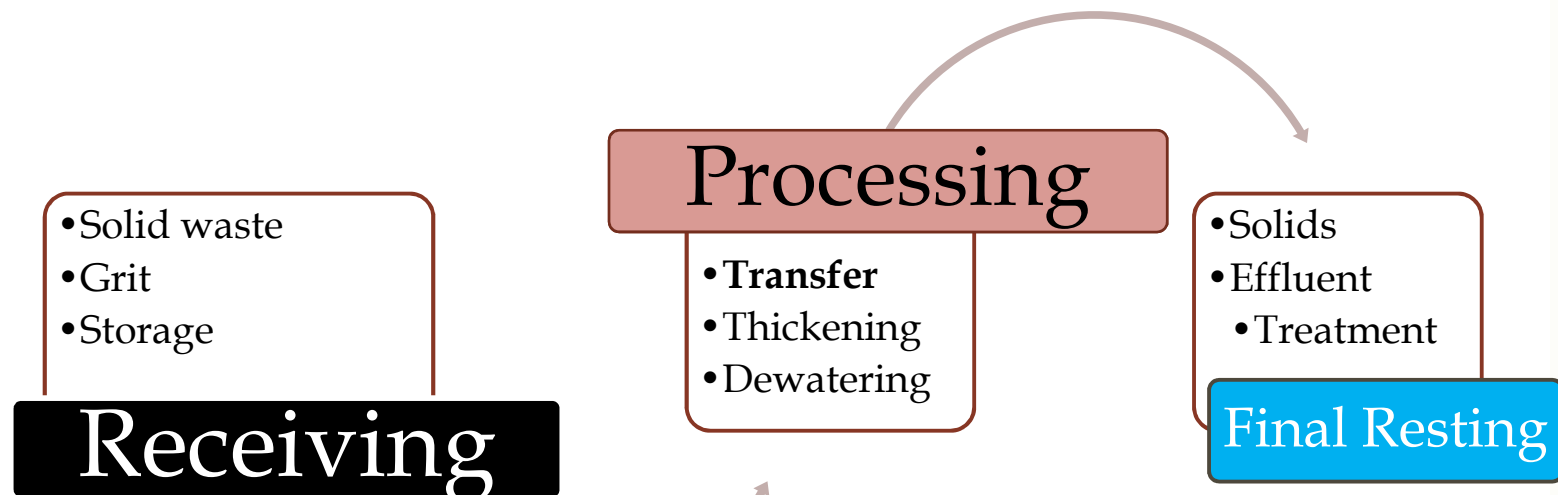 •Solid waste
•Grit
•Storage
Receiving
Processing
•Transfer
•Thickening
•Dewatering
•Solids
•Effluent
•Treatment
Final Resting